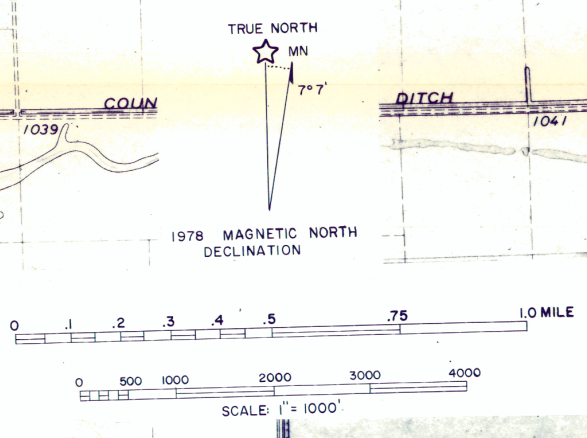 TRUE NORTH
MN
7° 7'
COUN
DITCH
1039
1041
1978 MAGNETIC NORTH
DECLINATION
0 .1 .2 .3 .4 .5 .75 1.0 MILE
0 500 1000 2000 3000 4000
SCALE: 1" = 1000'